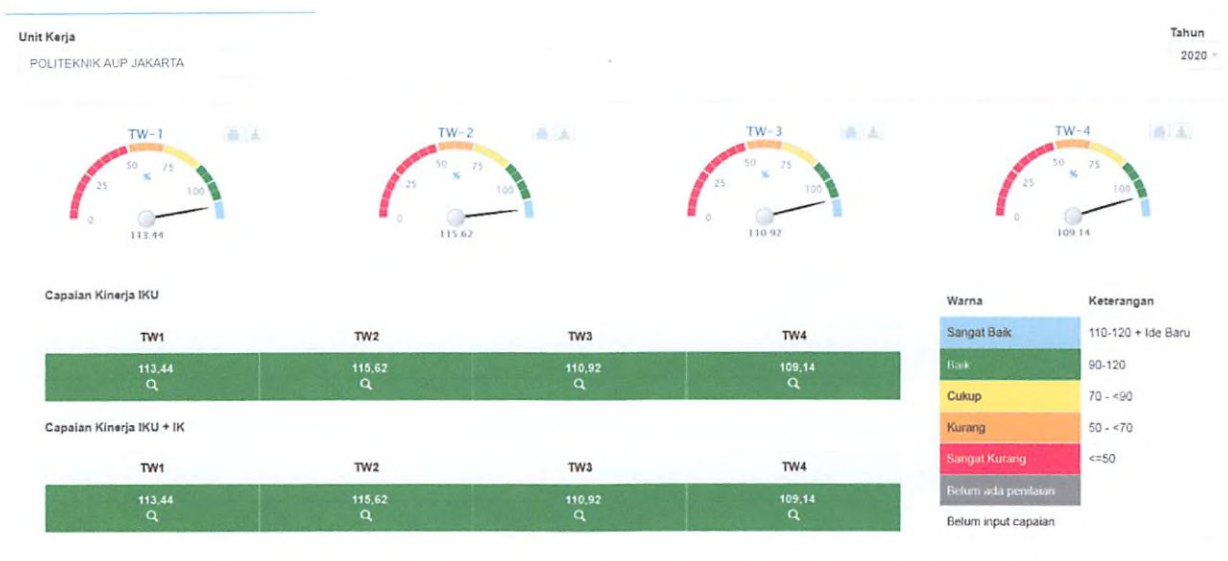 Unit Kerja
Tahun
POLITEKNIK AUP JAKARTA
2020
TW-1
TW-2
TW-3
TW-4
0 25 50 75 100
%
113.44
0 25 50 75 100
%
115.62
0 25 50 75 100
%
110.92
0 25 50 75 100
%
109.14
Capaian Kinerja IKU
TW1 TW2 TW3 TW4
113,44 115,62 110,92 109,14
Capaian Kinerja IKU + IK
TW1 TW2 TW3 TW4
113,44 115,62 110,92 109,14
Warna Keterangan
Sangat Baik 110-120 + Ide Baru
Baik 90-120
Cukup 70 - <90
Kurang 50 - <70
Sangat Kurang <=50
Belum ada penilaian
Belum input capaian